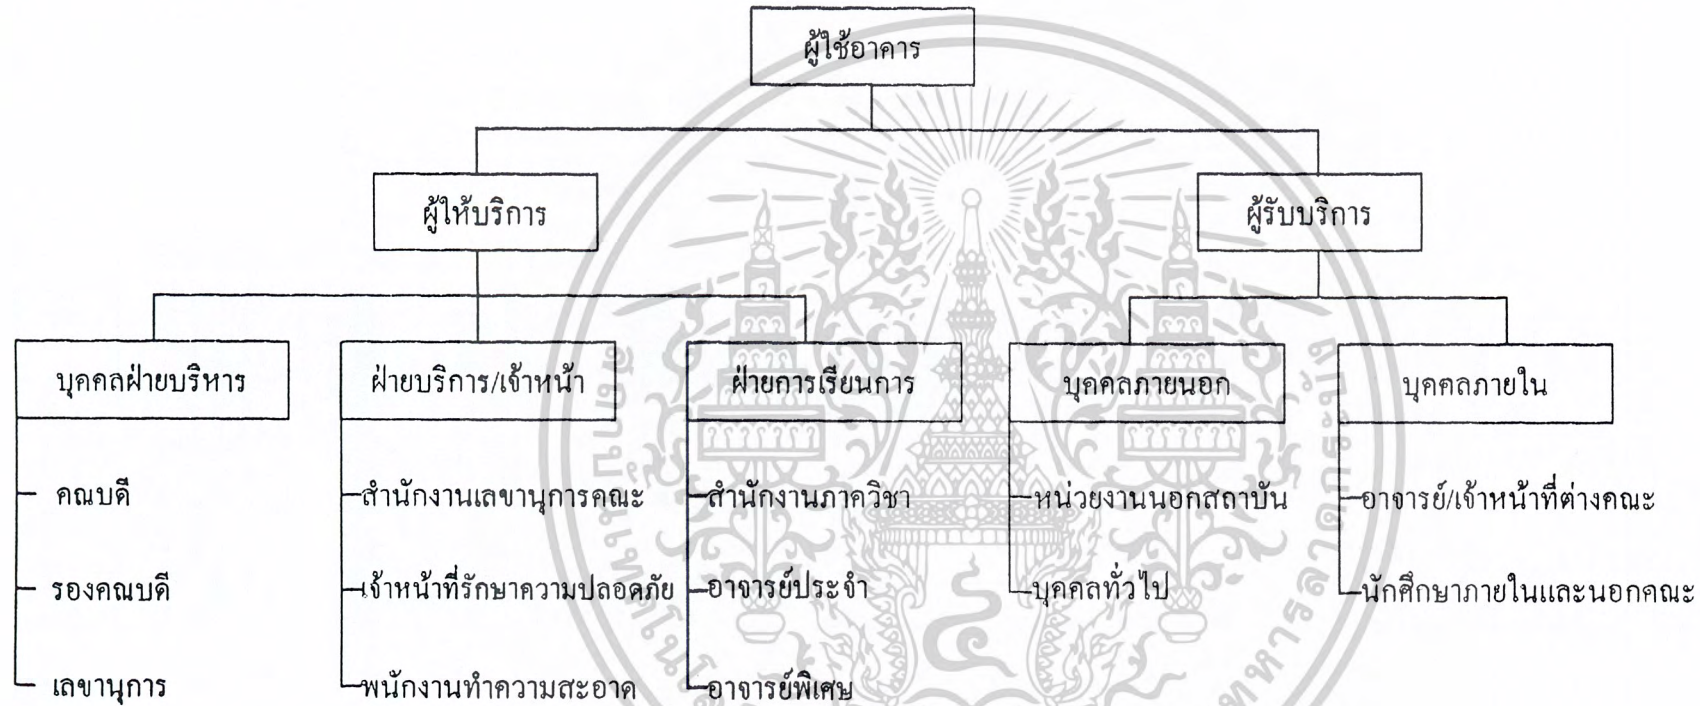 ผู้ใช้อาคาร
ผู้ให้บริการ
ผู้รับบริการ
บุคคลฝ่ายบริหาร
ฝ่ายบริการ/เจ้าหน้า
ฝ่ายการเรียนการ
บุคคลภายนอก
บุคคลภายใน
คณบดี
สำนักงานเลขานุการคณะ
สำนักงานภาควิชา
หน่วยงานนอกสถาบัน
อาจารย์/เจ้าหน้าที่ต่างคณะ
รองคณบดี
เจ้าหน้าที่รักษาความปลอดภัย
อาจารย์ประจำ
บุคคลทั่วไป
นักศึกษาภายในและนอกคณะ
เลขานุการ
พนักงานทำความสะอาด
อาจารย์พิเศษ